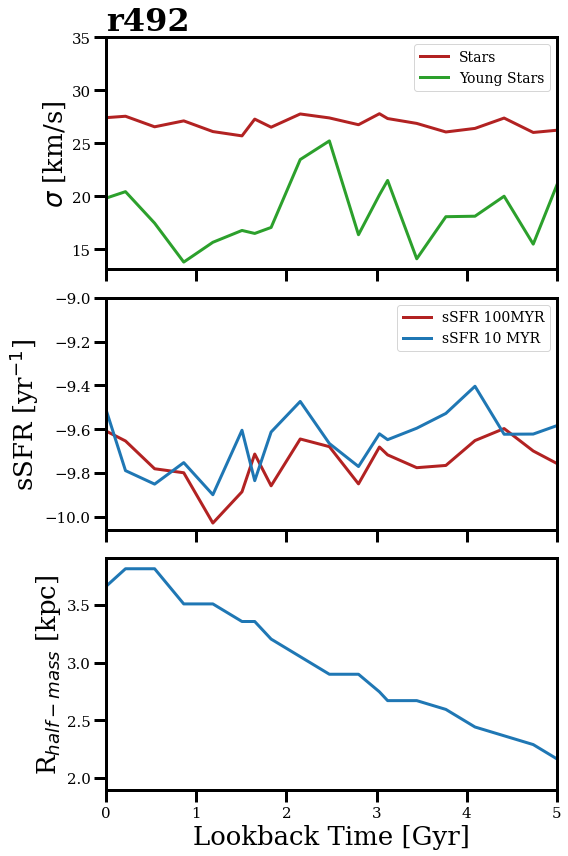 r492
35
30
25
20
15
σ [km/s]
Stars
Young Stars
−9.0
−9.2
−9.4
−9.6
−9.8
−10.0
sSFR [yr⁻¹]
sSFR 100MYR
sSFR 10 MYR
3.5
3.0
2.5
2.0
R_{half−mass} [kpc]
0 1 2 3 4 5
Lookback Time [Gyr]